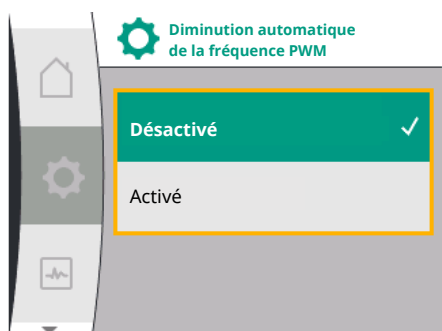 Diminution automatique
de la fréquence PWM
Désactivé
Activé